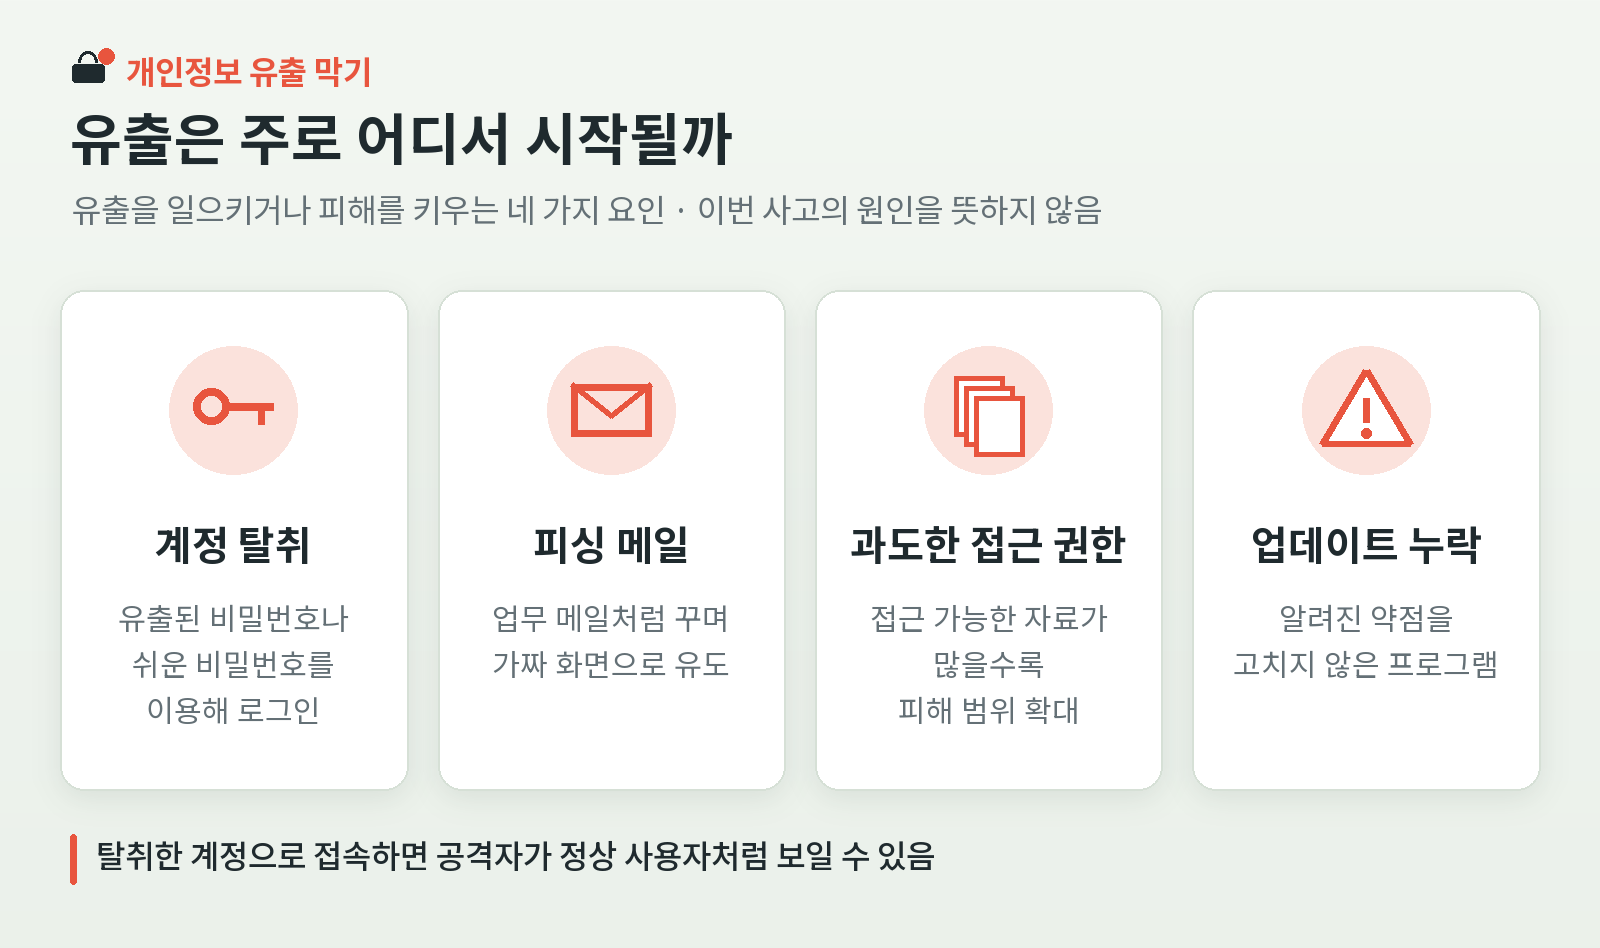 개인정보 유출 막기
유출은 주로 어디서 시작될까
유출을 일으키거나 피해를 키우는 네 가지 요인 · 이번 사고의 원인을 뜻하지 않음
계정 탈취
유출된 비밀번호나
쉬운 비밀번호를
이용해 로그인
피싱 메일
업무 메일처럼 꾸며
가짜 화면으로 유도
과도한 접근 권한
접근 가능한 자료가
많을수록
피해 범위 확대
업데이트 누락
알려진 약점을
고치지 않은 프로그램
탈취한 계정으로 접속하면 공격자가 정상 사용자처럼 보일 수 있음